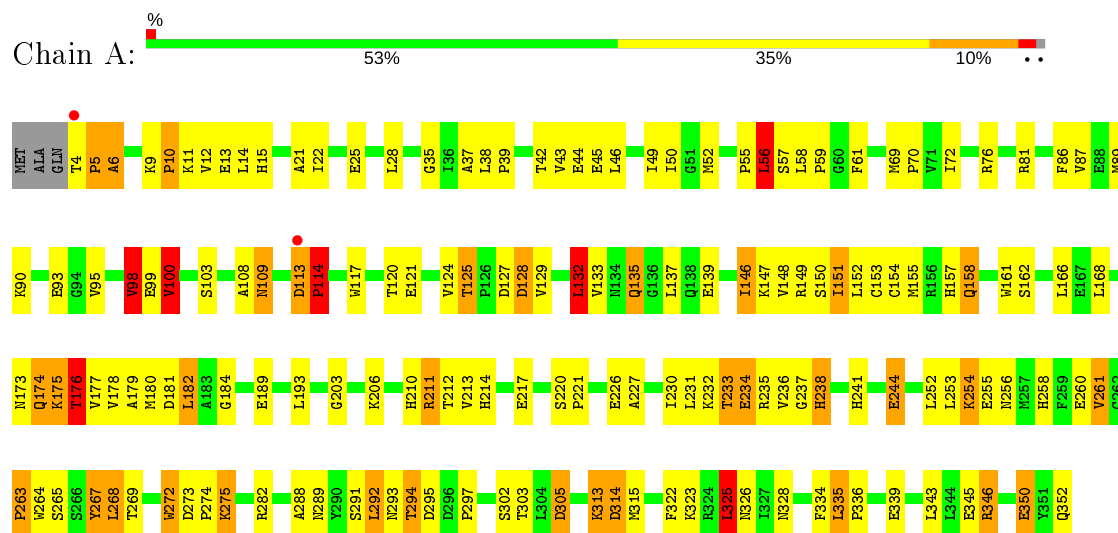 %
Chain A:
53% 35% 10% • •
MET ALA GLN T4 P5 A6 K9 P10 K11 V12 E13 L14 H15 A21 I22 E25 L28 G35 I36 A37 L38 P39 T42 V43 E44 E45 L46 I49 I50 G51 M52 P55 L56 S57 L58 P59 G60 F61 M69 P70 V71 I72 R76 R81 F86 V87 E88 M89
K90 E93 G94 V95 V98 E99 V100 S103 A108 N109 D113 P114 W117 T120 E121 V124 T125 P126 D127 D128 V129 L132 V133 N134 Q135 G136 L137 Q138 E139 I146 K147 V148 R149 S150 I151 L152 C153 C154 M155 R156 H157 Q158 W161 S162 L166 E167 L168
N173 Q174 K175 T176 V177 V178 A179 M180 D181 L182 A183 G184 E189 L193 G203 K206 H210 R211 T212 V213 H214 E217 S220 P221 E226 A227 I230 L231 K232 T233 E234 R235 V236 G237 H238 H241 E244 L252 L253 K254 E255 N256 M257 H258 F259 E260 V261 C262
P263 W264 S265 S266 Y267 L268 T269 W272 D273 P274 K275 R282 A288 N289 Y290 S291 L292 N293 T294 D295 D296 P297 S302 T303 L304 D305 K313 D314 M315 F322 K323 R324 L325 N326 I327 N328 F334 L335 P336 E339 L343 L344 E345 R346 E350 Y351 Q352